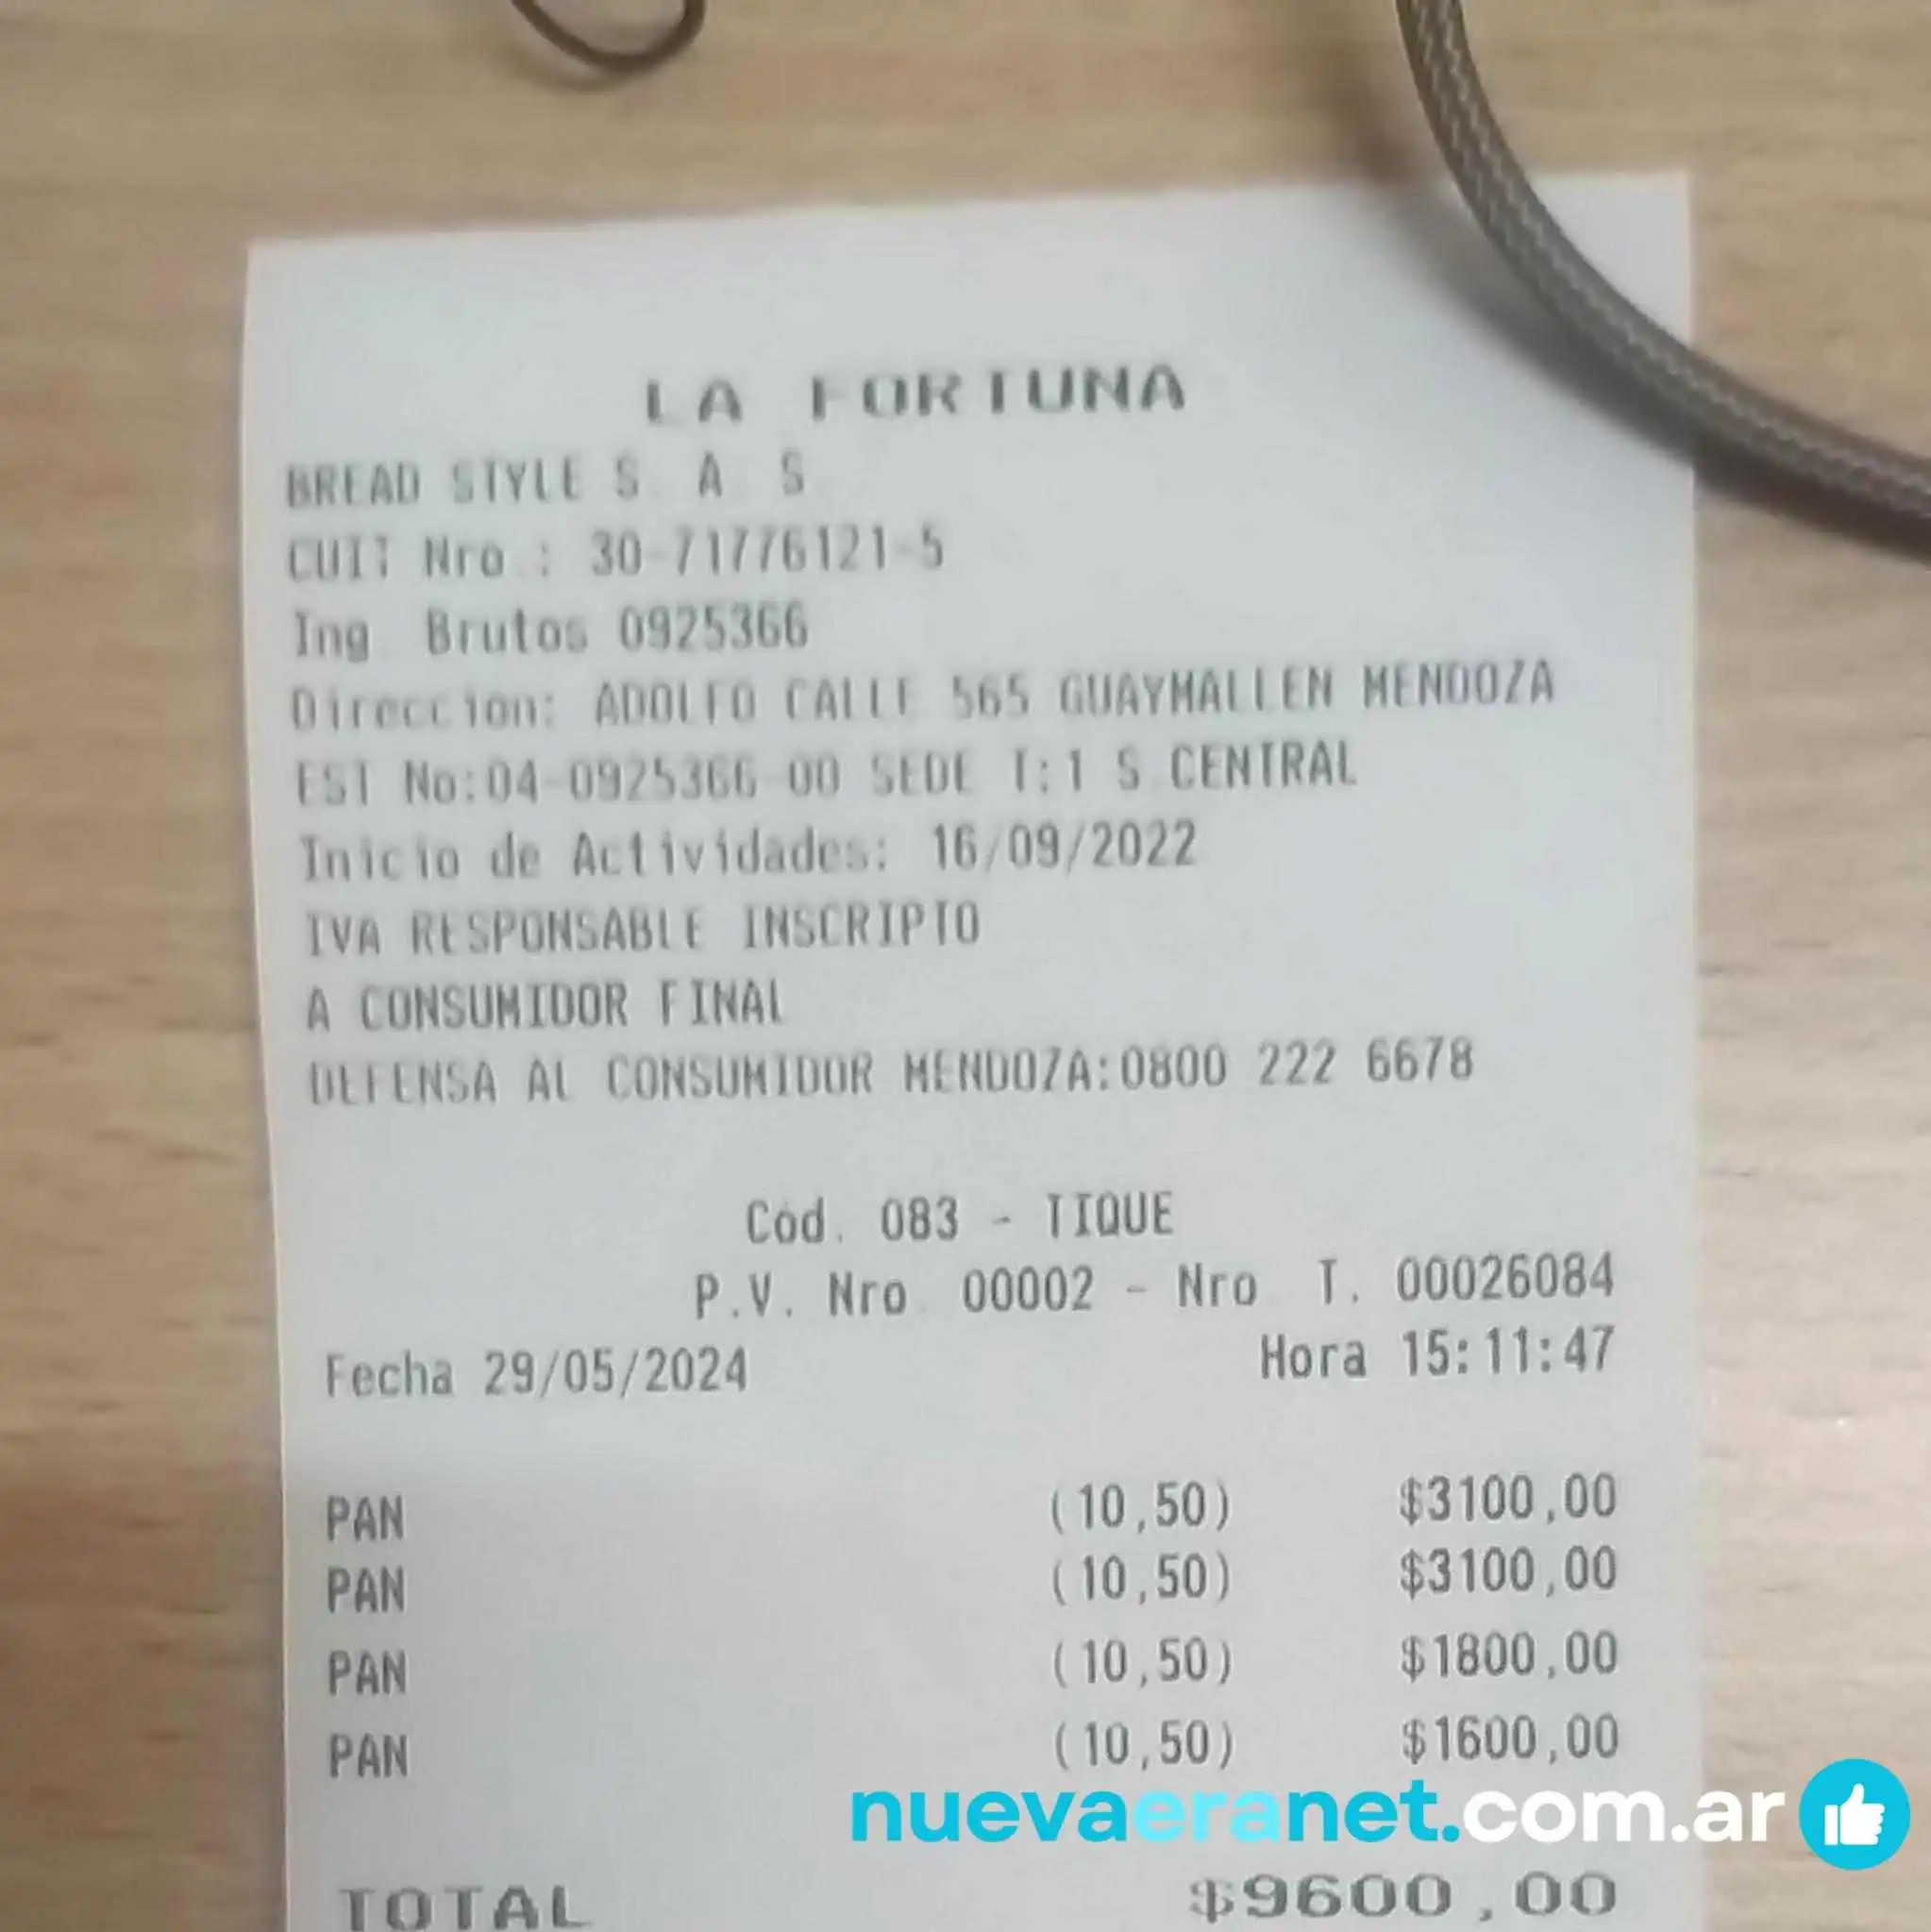 LA FORTUNA
BREAD STYLE S. A. S.
CUIT Nro.: 30-71776121-5
Ing. Brutos 0925366
Direccion: ADOLFO CALLE 565 GUAYMALLEN MENDOZA
EST No:04-0925366-00 SEDE T:1 S.CENTRAL
Inicio de Actividades: 16/09/2022
IVA RESPONSABLE INSCRIPTO
A CONSUMIDOR FINAL
DEFENSA AL CONSUMIDOR MENDOZA:0800 222 6678
Cód. 083 - TIQUE
P.V. Nro. 00002 - Nro. T. 00026084
Fecha 29/05/2024 Hora 15:11:47
PAN (10,50) $3100,00
PAN (10,50) $3100,00
PAN (10,50) $1800,00
PAN (10,50) $1600,00
nuevaeranet.com.ar
TOTAL $9600,00